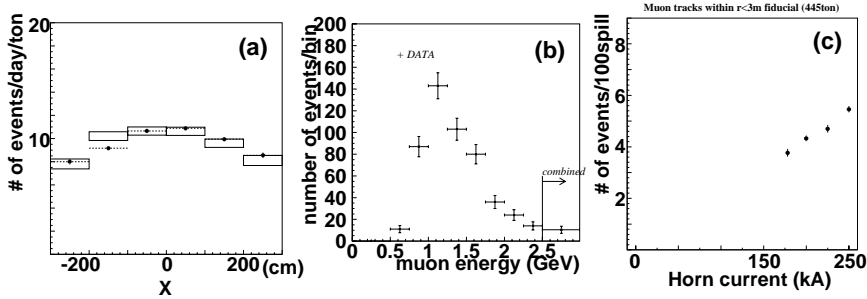 Muon tracks within r<3m fiducial (445ton)
(a)
# of events/day/ton
20
10
-200 0 200 (cm)
X
(b)
+ DATA
combined
number of events/bin
200
180
160
140
120
100
80
60
40
20
0
0 0.5 1 1.5 2 2.5
muon energy (GeV)
(c)
# of events/100spill
8
6
4
2
0 150 200 250
Horn current (kA)